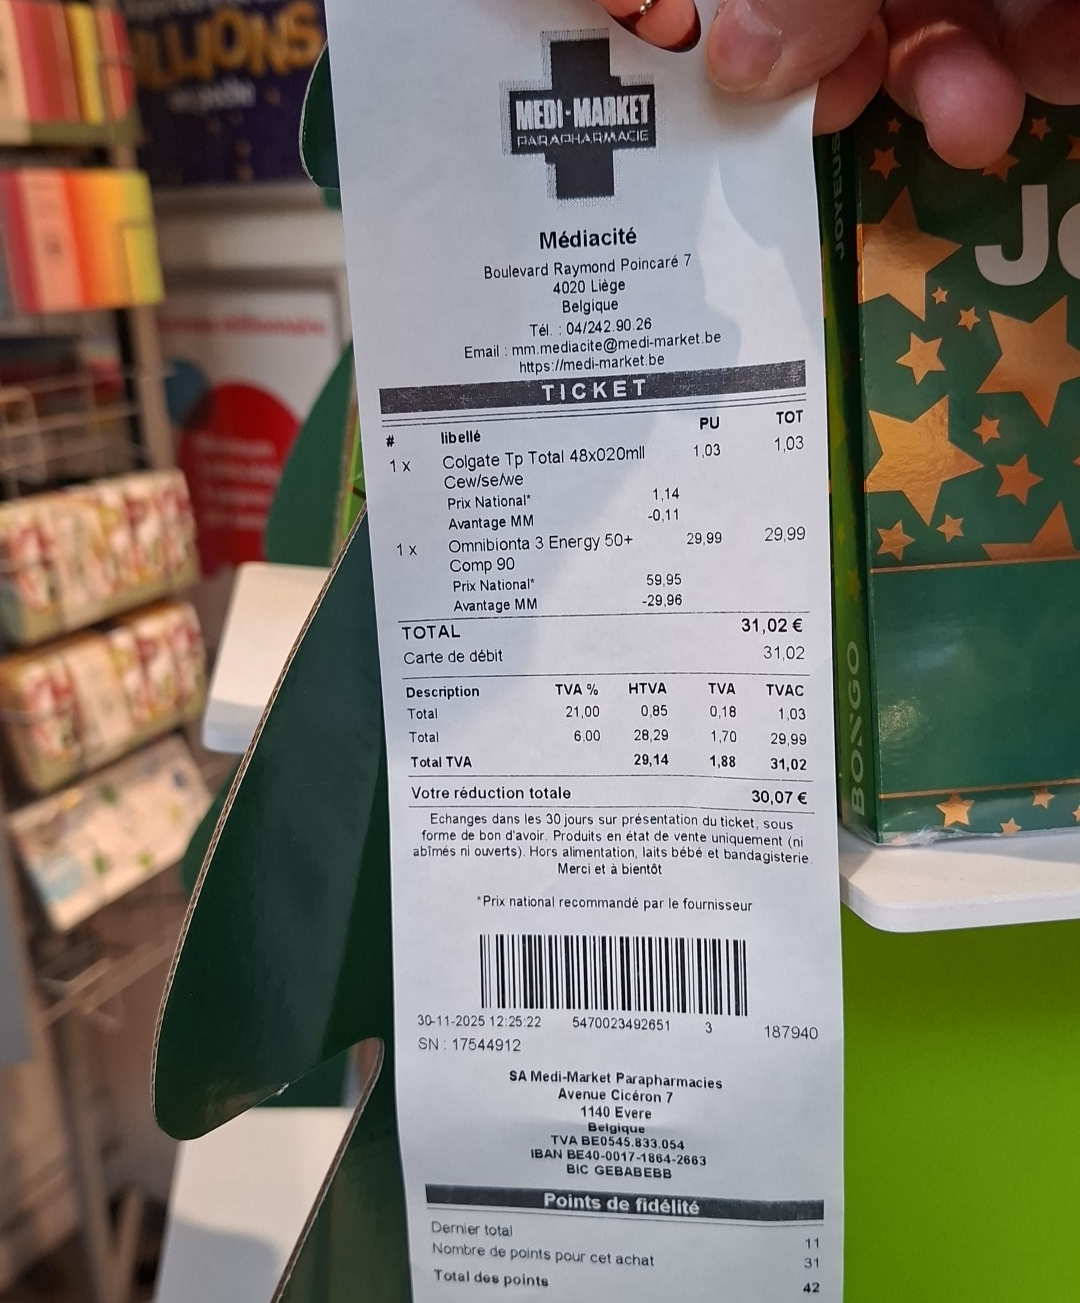 MEDI-MARKET
PARAPHARMACIE
Médiacité
Boulevard Raymond Poincaré 7
4020 Liège
Belgique
Tél. : 04/242.90.26
Email : mm.mediacite@medi-market.be
https://medi-market.be
TICKET
# libellé PU TOT
1 x Colgate Tp Total 48x020mll 1,03 1,03
Cew/se/we
Prix National* 1,14
Avantage MM -0,11
1 x Omnibionta 3 Energy 50+ 29,99 29,99
Comp 90
Prix National* 59,95
Avantage MM -29,96
TOTAL 31,02 €
Carte de débit 31,02
Description TVA % HTVA TVA TVAC
Total 21,00 0,85 0,18 1,03
Total 6,00 28,29 1,70 29,99
Total TVA 29,14 1,88 31,02
Votre réduction totale 30,07 €
Echanges dans les 30 jours sur présentation du ticket, sous
forme de bon d'avoir. Produits en état de vente uniquement (ni
abîmés ni ouverts). Hors alimentation, laits bébé et bandagisterie
Merci et à bientôt
*Prix national recommandé par le fournisseur
30-11-2025 12:25:22 5470023492651 3 187940
SN : 17544912
SA Medi-Market Parapharmacies
Avenue Cicéron 7
1140 Evere
Belgique
TVA BE0545.833.054
IBAN BE40-0017-1864-2663
BIC GEBABEBB
Points de fidélité
Dernier total 11
Nombre de points pour cet achat 31
Total des points 42
JOYEUS
BONGO
Jo